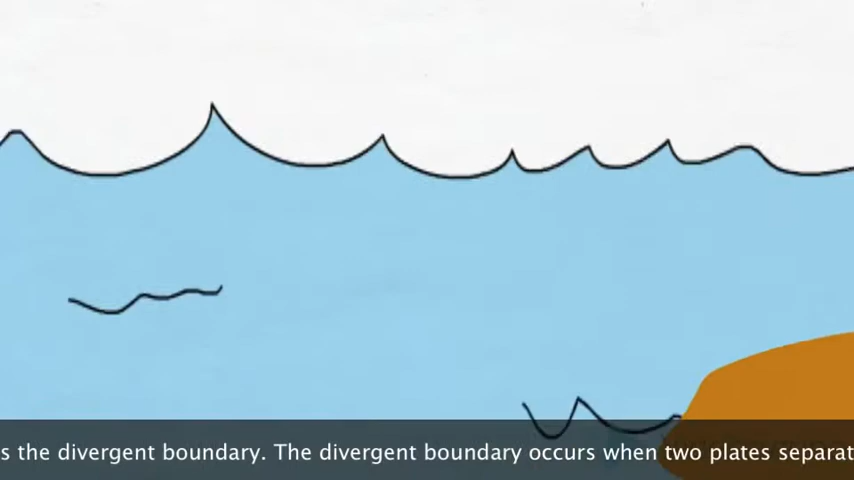 s the divergent boundary. The divergent boundary occurs when two plates separat